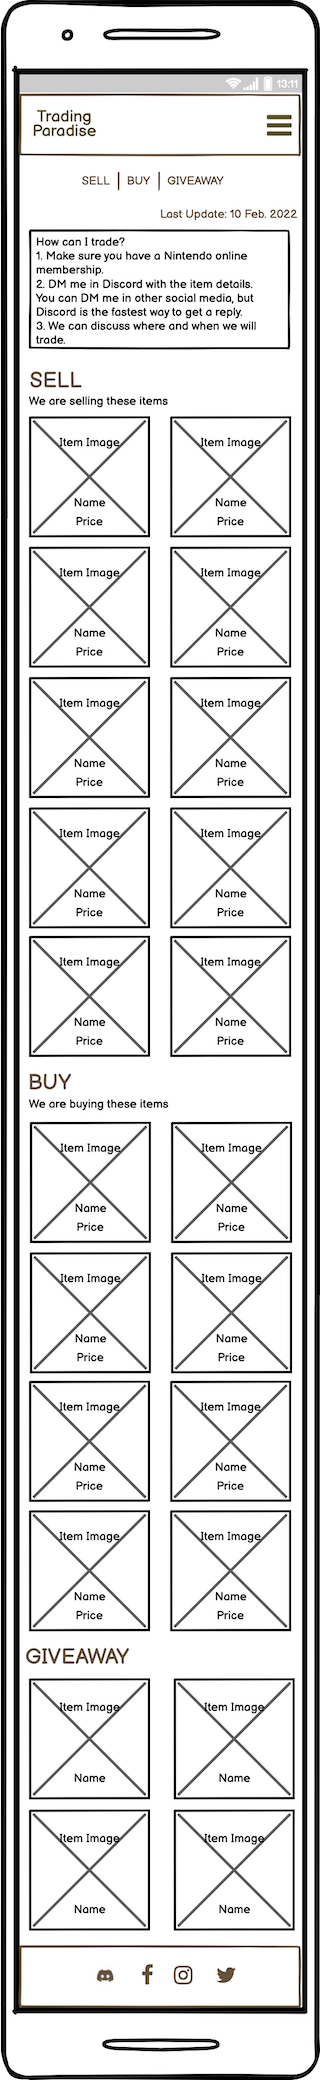 13:11
Trading
Paradise
SELL | BUY | GIVEAWAY
Last Update: 10 Feb. 2022
How can I trade?
1. Make sure you have a Nintendo online
membership.
2. DM me in Discord with the item details.
You can DM me in other social media, but
Discord is the fastest way to get a reply.
3. We can discuss where and when we will
trade.
SELL
We are selling these items
Item Image Item Image
Name Name
Price Price
Item Image Item Image
Name Name
Price Price
Item Image Item Image
Name Name
Price Price
Item Image Item Image
Name Name
Price Price
Item Image Item Image
Name Name
Price Price
BUY
We are buying these items
Item Image Item Image
Name Name
Price Price
Item Image Item Image
Name Name
Price Price
Item Image Item Image
Name Name
Price Price
Item Image Item Image
Name Name
Price Price
GIVEAWAY
Item Image Item Image
Name Name
Item Image Item Image
Name Name